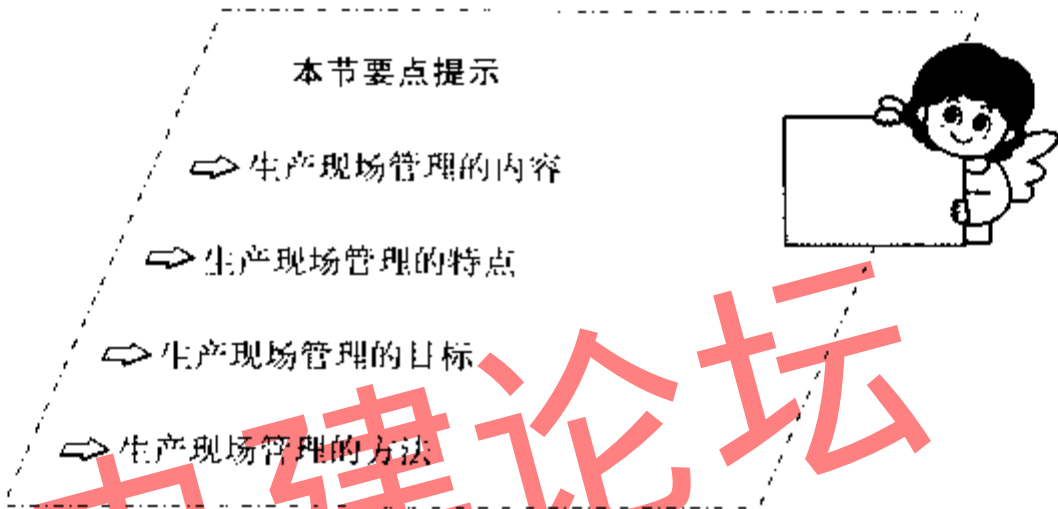 本节要点提示
生产现场管理的内容
生产现场管理的特点
生产现场管理的目标
生产现场管理的方法
建论坛